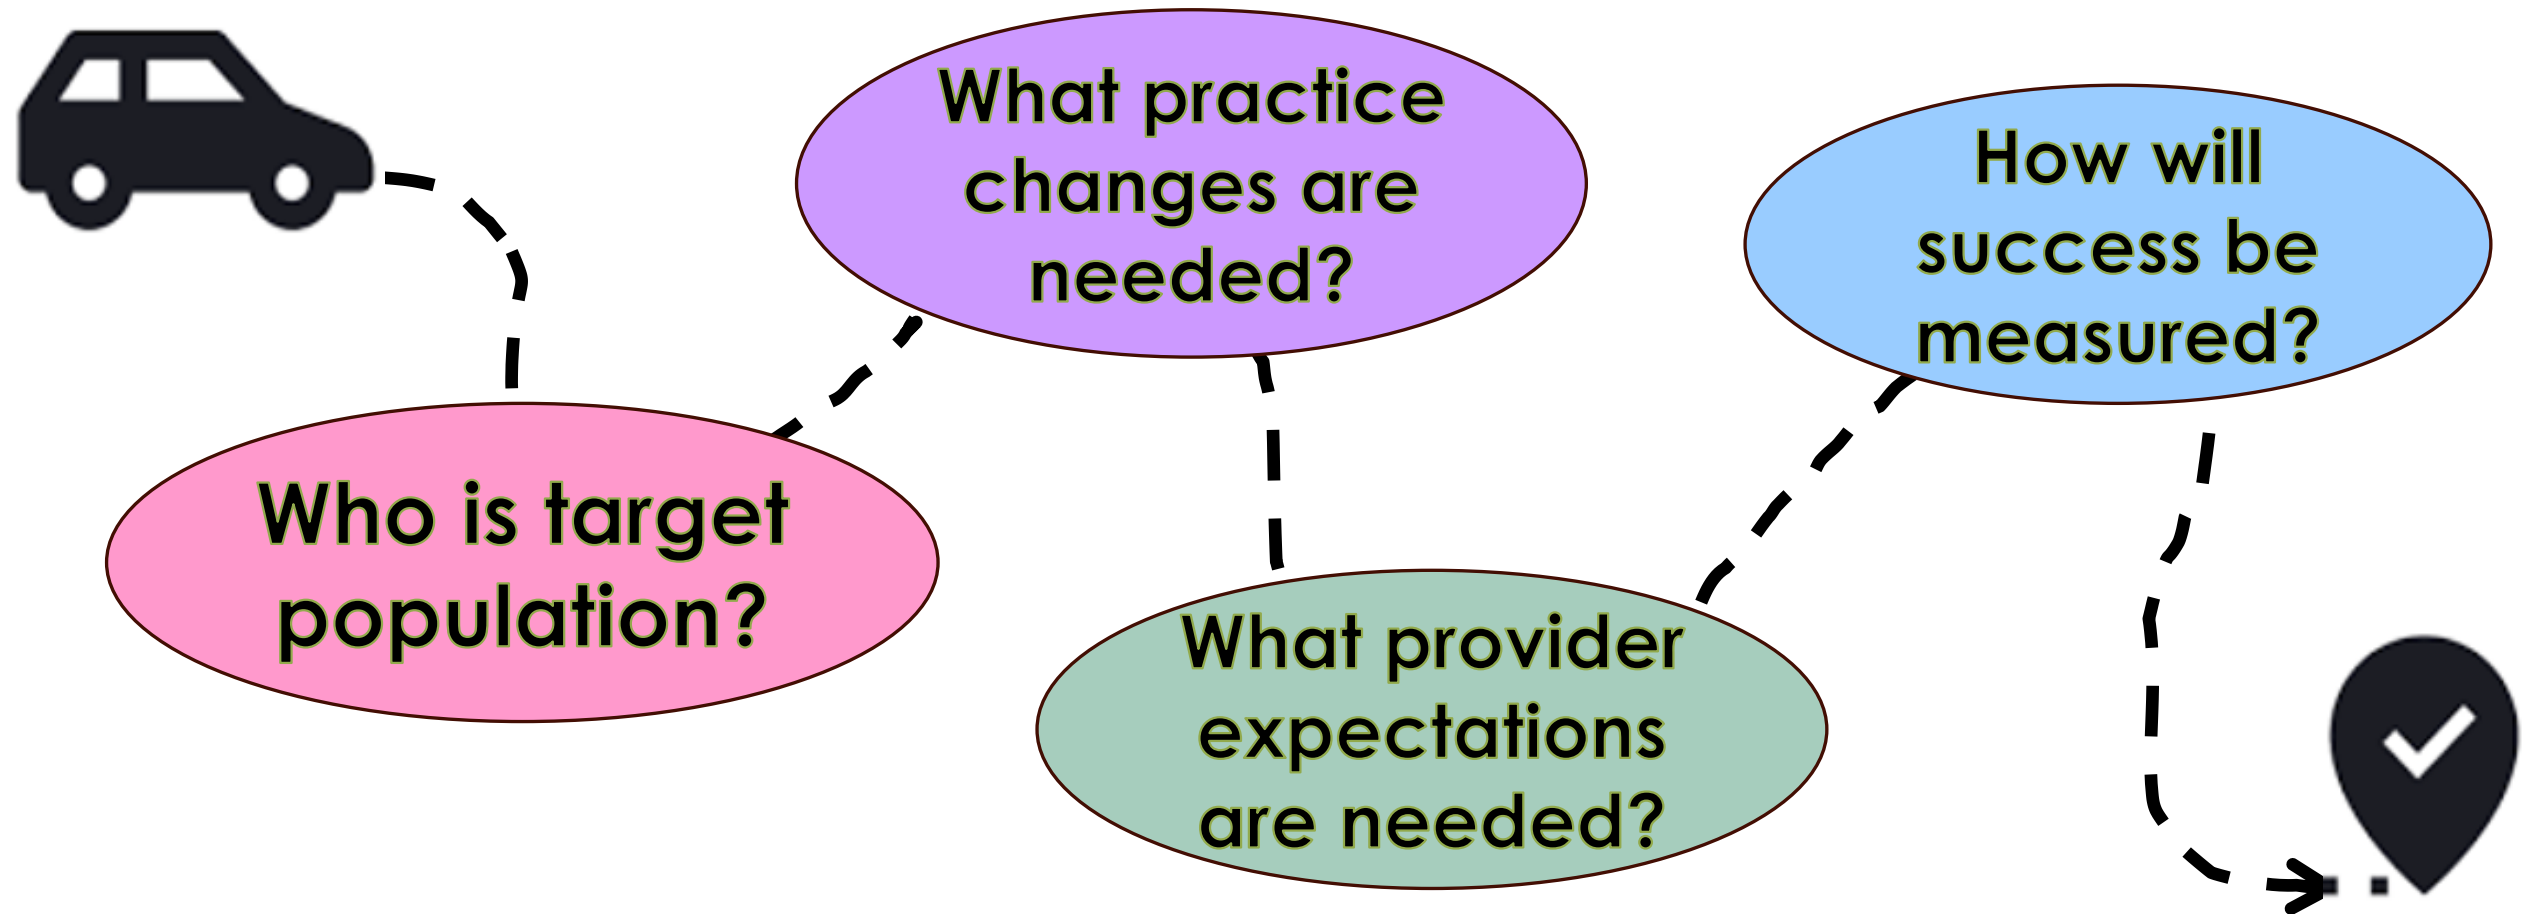 Who is target
population?
What practice
changes are
needed?
What provider
expectations
are needed?
How will
success be
measured?